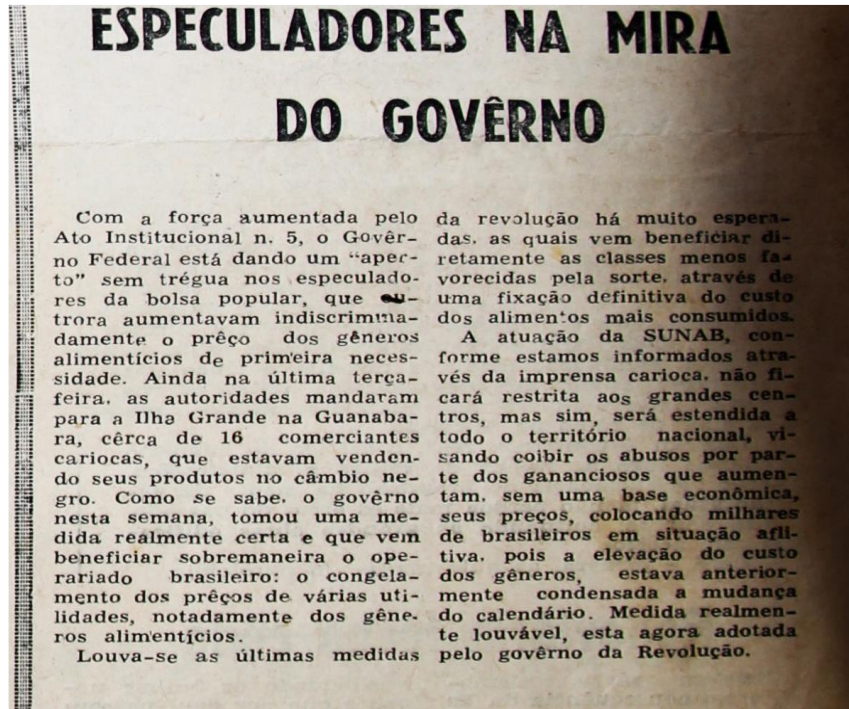 ESPECULADORES NA MIRA
DO GOVÊRNO
Com a força aumentada pelo
Ato Institucional n. 5, o Govêr-
no Federal está dando um "aper-
to" sem trégua nos especulado-
res da bolsa popular, que ou-
trora aumentavam indiscrimina-
damente o prêço dos gêneros
alimentícios de primeira neces-
sidade. Ainda na última terça-
feira, as autoridades mandaram
para a Ilha Grande na Guanaba-
ra, cêrca de 16 comerciantes
cariocas, que estavam venden-
do seus produtos no câmbio ne-
gro. Como se sabe, o govêrno
nesta semana, tomou uma me-
dida realmente certa e que vem
beneficiar sobremaneira o ope-
rariado brasileiro: o congela-
mento dos prêços de várias uti-
lidades, notadamente dos gêne-
ros alimentícios.
Louva-se as últimas medidas
da revolução há muito espera-
das, as quais vem beneficiar di-
retamente as classes menos fa-
vorecidas pela sorte, através de
uma fixação definitiva do custo
dos alimentos mais consumidos.
A atuação da SUNAB, con-
forme estamos informados atra-
vés da imprensa carioca, não fi-
cará restrita aos grandes cen-
tros, mas sim, será estendida a
todo o território nacional, vi-
sando coibir os abusos por par-
te dos gananciosos que aumen-
tam, sem uma base econômica,
seus preços, colocando milhares
de brasileiros em situação afli-
tiva, pois a elevação do custo
dos gêneros, estava anterior-
mente condensada a mudança
do calendário. Medida realmen-
te louvável, esta agora adotada
pelo govêrno da Revolução.